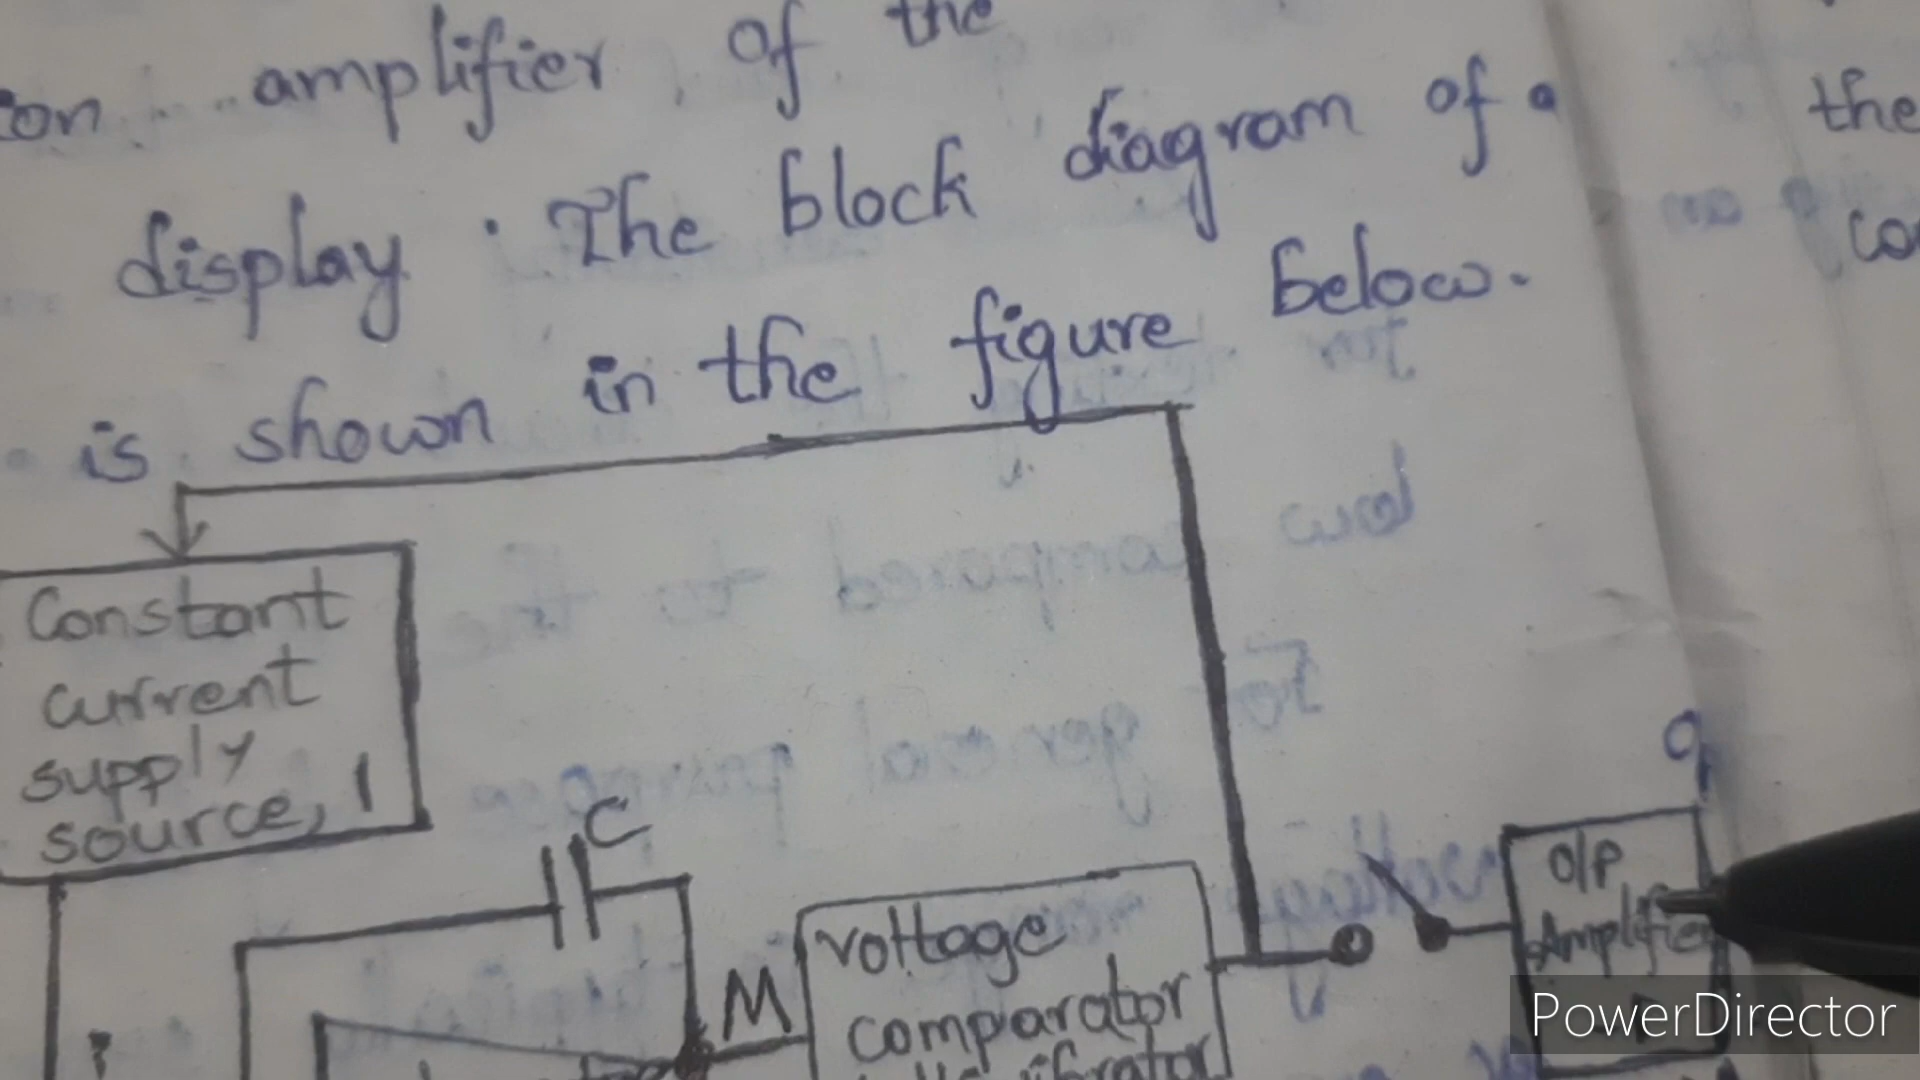 amplifier of the
on
display. The block diagram of a
is shown in the figure below.
the
Constant
current
supply
source, I
C
q
O/P
Amplifier
voltage
comparator
M
PowerDirector